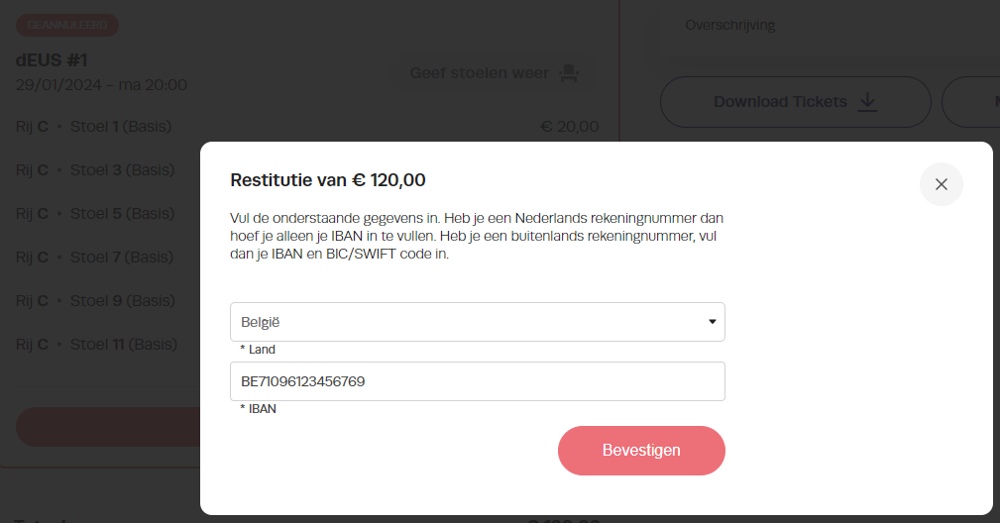 GEANNULEERD
dEUS #1
29/01/2024 - ma 20:00
Geef stoelen weer
Rij C • Stoel 1 (Basis) € 20,00
Rij C • Stoel 3 (Basis)
Rij C • Stoel 5 (Basis)
Rij C • Stoel 7 (Basis)
Rij C • Stoel 9 (Basis)
Rij C • Stoel 11 (Basis)
Overschrijving
Download Tickets
Restitutie van € 120,00
Vul de onderstaande gegevens in. Heb je een Nederlands rekeningnummer dan
hoef je alleen je IBAN in te vullen. Heb je een buitenlands rekeningnummer, vul
dan je IBAN en BIC/SWIFT code in.
België
* Land
BE71096123456769
* IBAN
Bevestigen